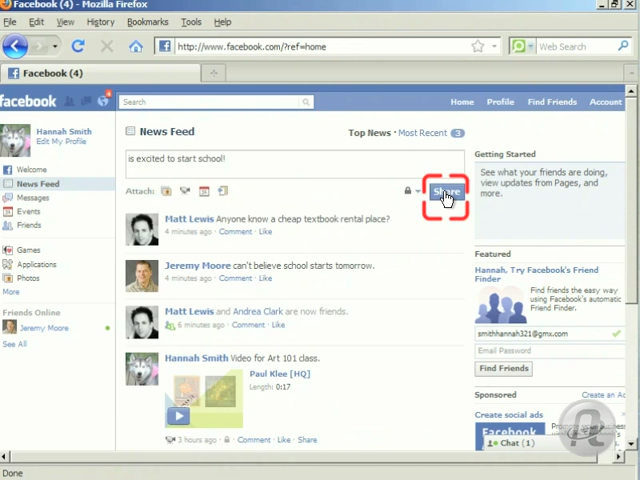 Facebook (4) - Mozilla Firefox
File Edit View History Bookmarks Tools Help
http://www.facebook.com/?ref=home
Web Search
Facebook (4)
facebook
Search
Home Profile Find Friends Account
Hannah Smith
Edit My Profile
News Feed
Top News · Most Recent 3
is excited to start school!
Attach:
Share
Welcome
News Feed
Messages
Events
Friends
Games
Applications
Photos
More
Friends Online
Jeremy Moore
See All
Matt Lewis Anyone know a cheap textbook rental place?
4 minutes ago · Comment · Like
Jeremy Moore can't believe school starts tomorrow.
4 minutes ago · Comment · Like
Matt Lewis and Andrea Clark are now friends.
6 minutes ago · Comment · Like
Hannah Smith Video for Art 101 class.
Paul Klee [HQ]
Length: 0:17
3 hours ago · Comment · Like · Share
Getting Started
See what your friends are doing,
view updates from Pages, and
more.
Featured
Hannah, Try Facebook's Friend
Finder
Find friends the easy way
using Facebook's automatic
Friend Finder.
smithhannah321@gmx.com
Email Password
Find Friends
Sponsored
Create an Ad
Create social ads
Facebook
Chat (1)
Done